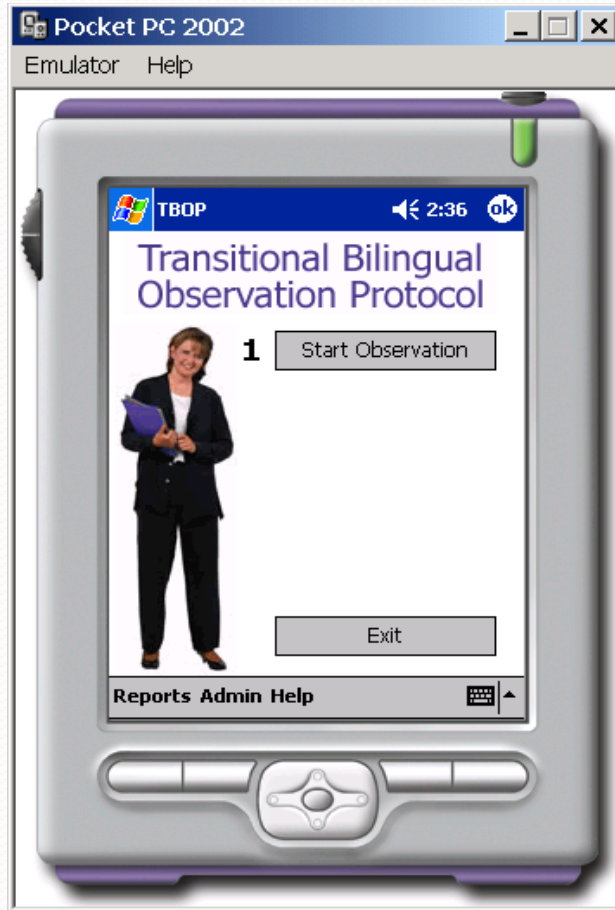 Pocket PC 2002
Emulator Help
TBOP 2:36 ok
Transitional Bilingual
Observation Protocol
1 Start Observation
Exit
Reports Admin Help